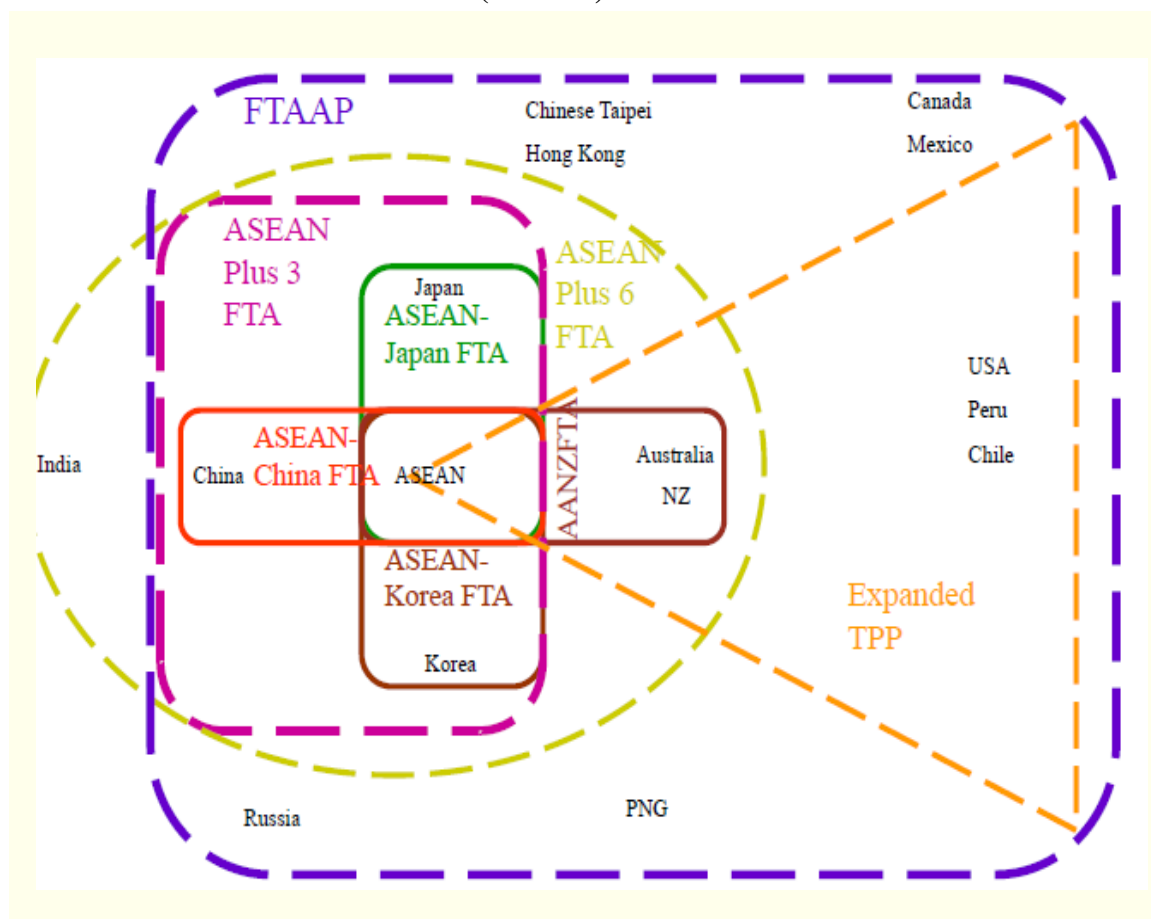 FTAAP
Chinese Taipei
Hong Kong
Canada
Mexico
ASEAN
Plus 3
FTA
ASEAN
Plus 6
FTA
Japan
ASEAN-
Japan FTA
USA
Peru
Chile
India
China
ASEAN-
China FTA
ASEAN
AANZFTA
Australia
NZ
ASEAN-
Korea FTA
Korea
Expanded
TPP
Russia
PNG